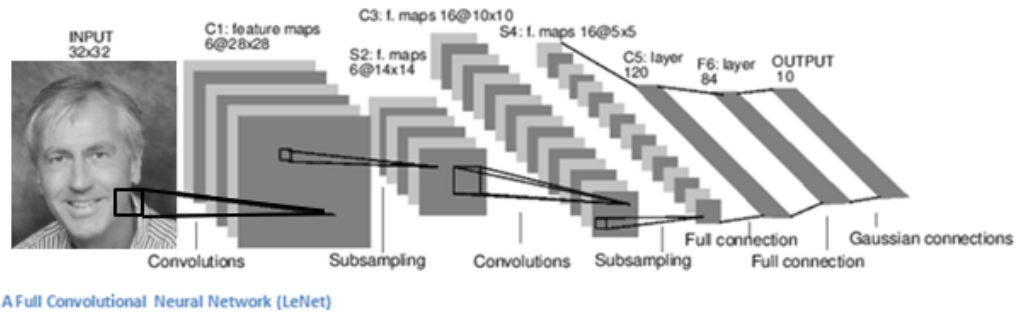 INPUT
32x32
C1: feature maps
6@28x28
S2: f. maps
6@14x14
C3: f. maps 16@10x10
S4: f. maps 16@5x5
C5: layer
120
F6: layer
84
OUTPUT
10
Convolutions
Subsampling
Convolutions
Subsampling
Full connection
Full connection
Gaussian connections
A Full Convolutional Neural Network (LeNet)